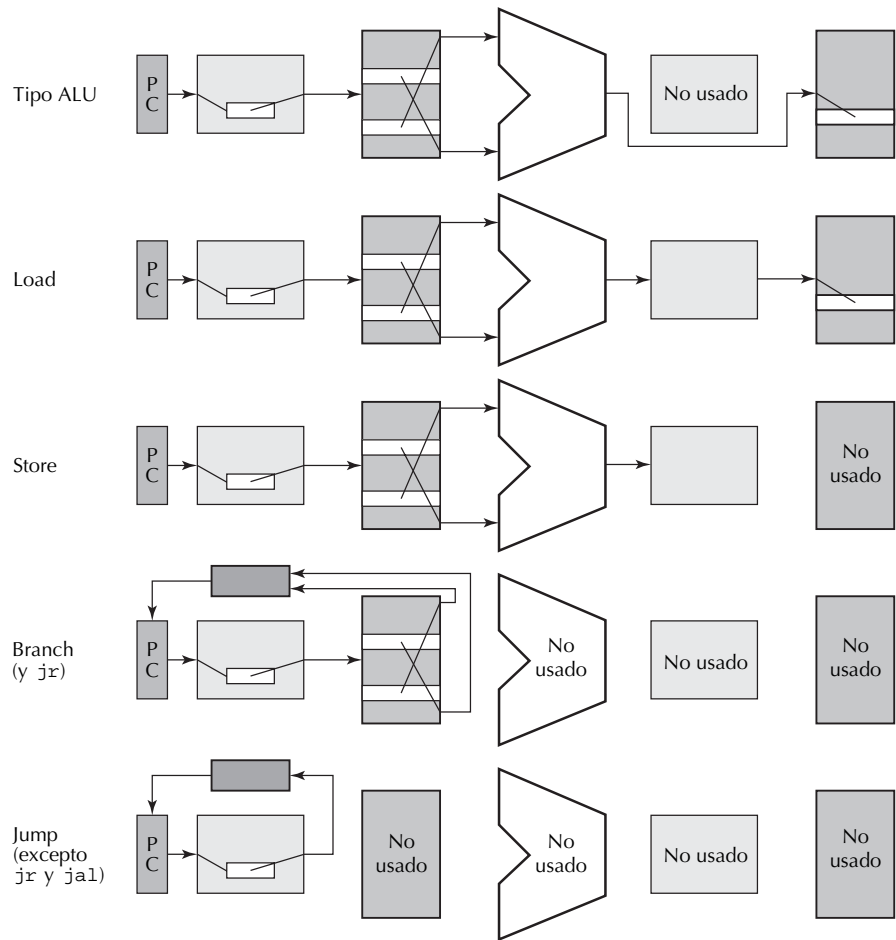 Tipo ALU
P
C
No usado
Load
P
C
Store
P
C
No
usado
Branch
(y jr)
P
C
No
usado
No usado
No
usado
Jump
(excepto
jr y jal)
P
C
No
usado
No
usado
No usado
No
usado